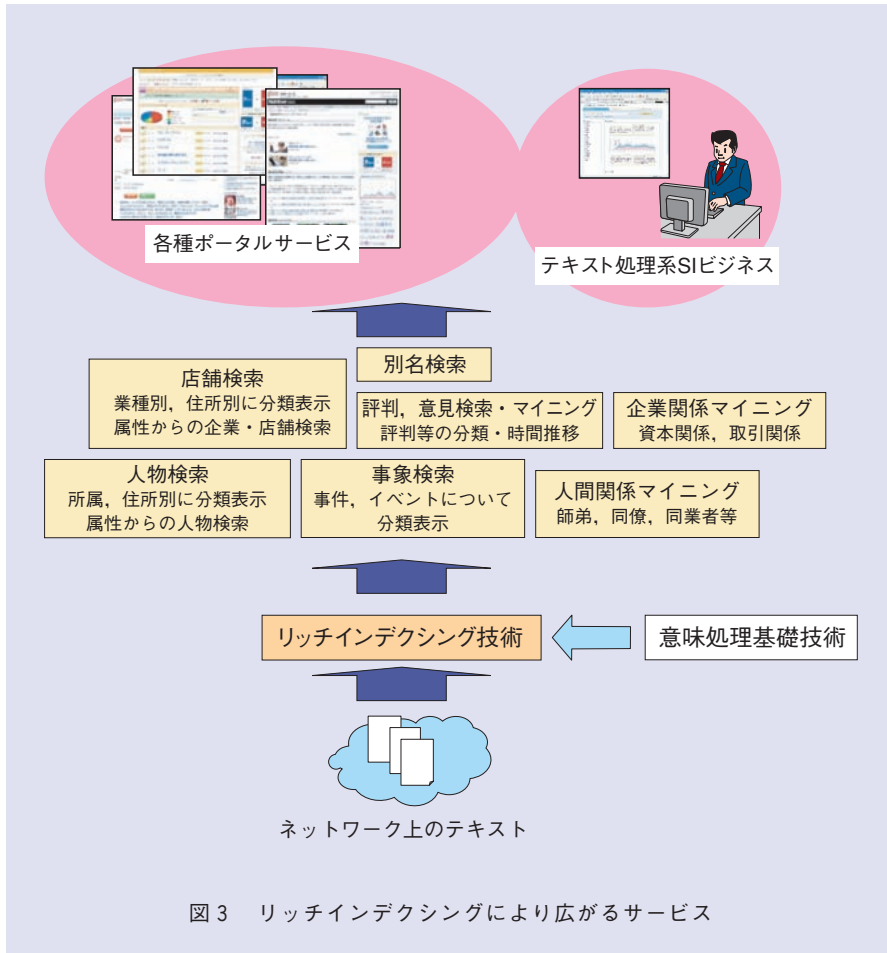 各種ポータルサービス
テキスト処理系SIビジネス
別名検索
店舗検索
業種別，住所別に分類表示
属性からの企業・店舗検索
評判，意見検索・マイニング
評判等の分類・時間推移
企業関係マイニング
資本関係，取引関係
人物検索
所属，住所別に分類表示
属性からの人物検索
事象検索
事件，イベントについて
分類表示
人間関係マイニング
師弟，同僚，同業者等
リッチインデクシング技術
意味処理基礎技術
ネットワーク上のテキスト
図3　リッチインデクシングにより広がるサービス